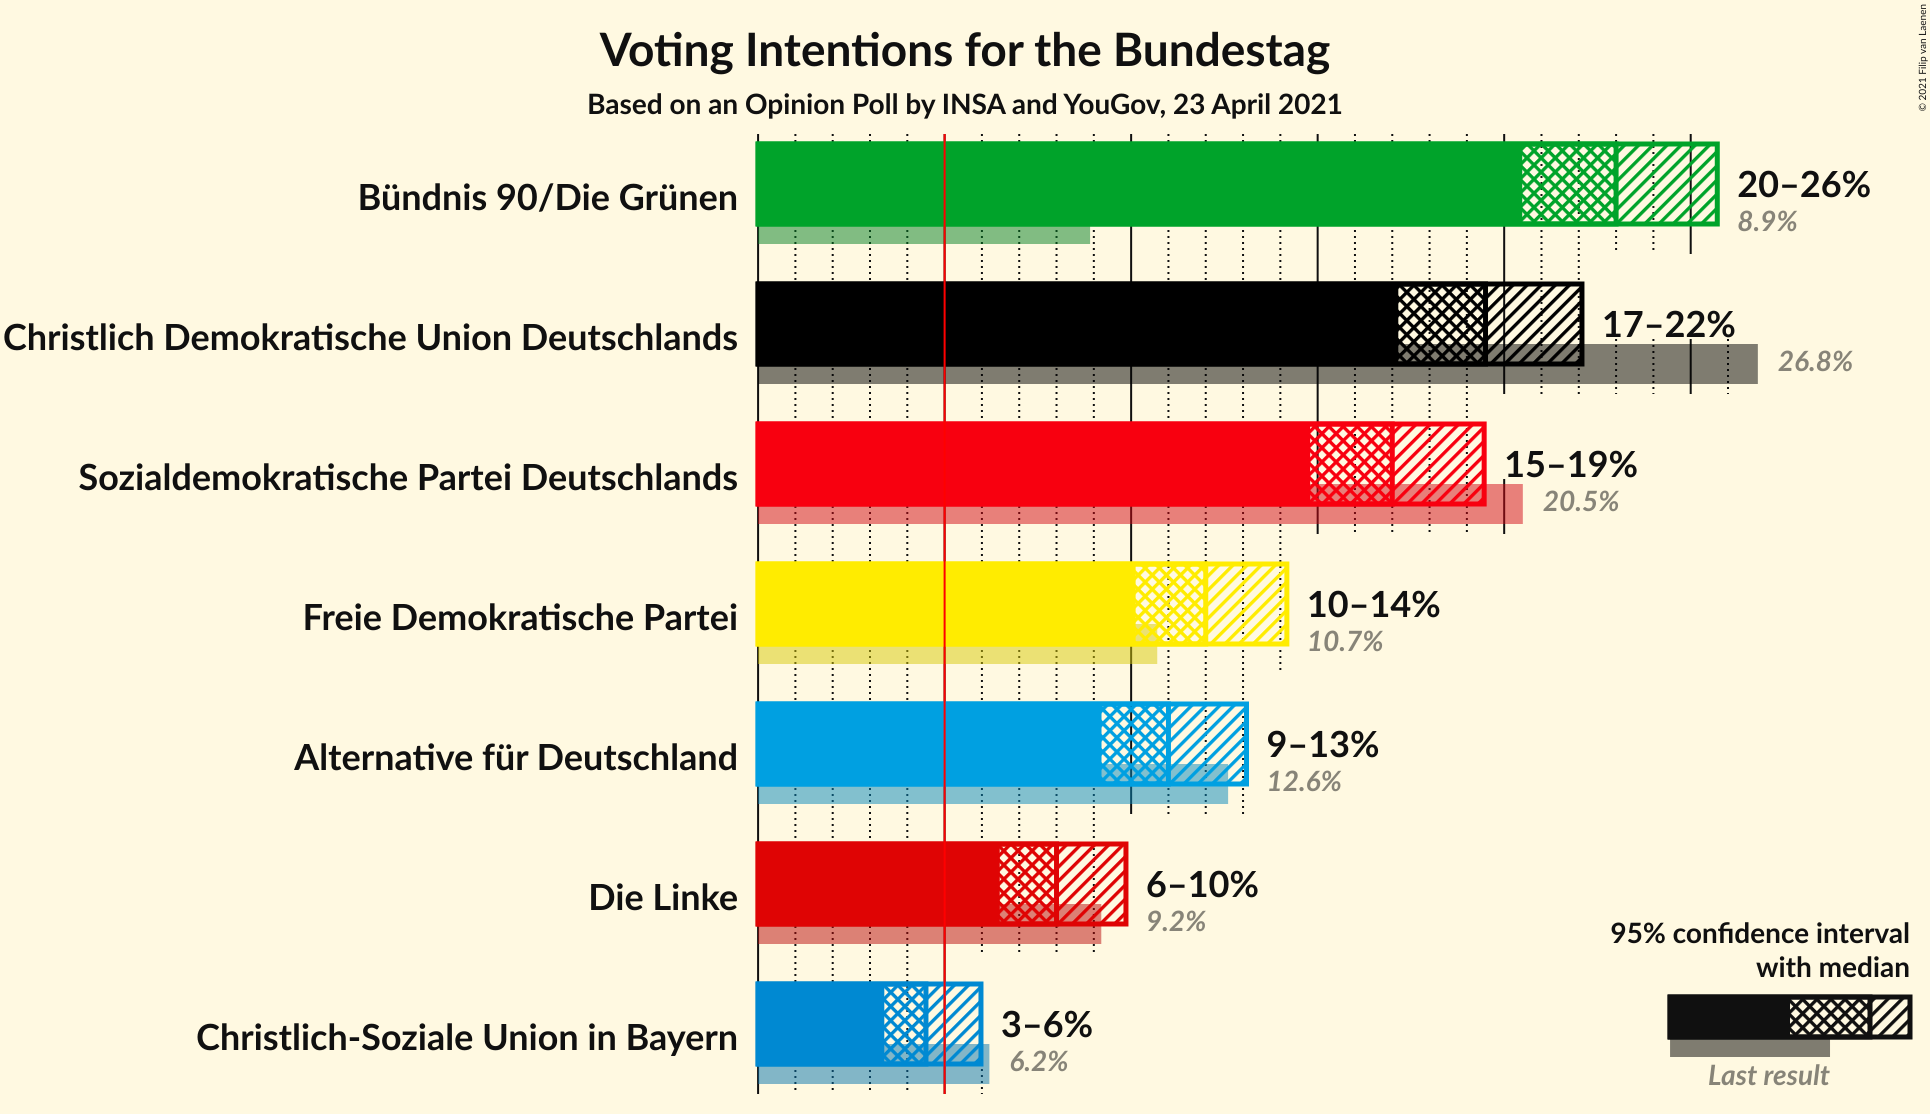 Voting Intentions for the Bundestag
Based on an Opinion Poll by INSA and YouGov, 23 April 2021
© 2021 Filip van Laenen
Bündnis 90/Die Grünen
20–26%
8.9%
Christlich Demokratische Union Deutschlands
17–22%
26.8%
Sozialdemokratische Partei Deutschlands
15–19%
20.5%
Freie Demokratische Partei
10–14%
10.7%
Alternative für Deutschland
9–13%
12.6%
Die Linke
6–10%
9.2%
Christlich-Soziale Union in Bayern
3–6%
6.2%
95% confidence interval
with median
Last result